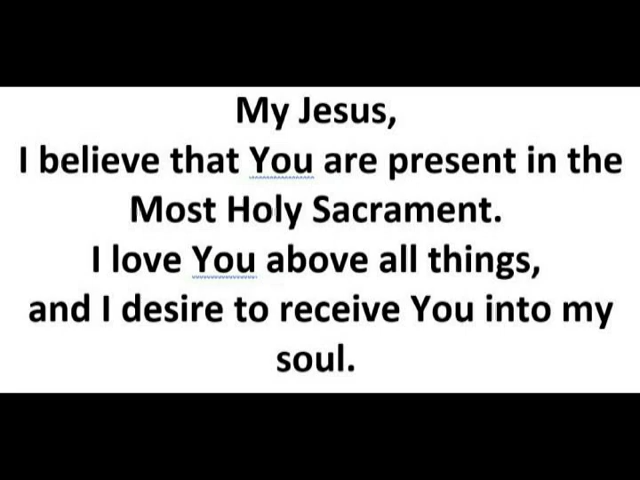 My Jesus,
I believe that You are present in the
Most Holy Sacrament.
I love You above all things,
and I desire to receive You into my
soul.